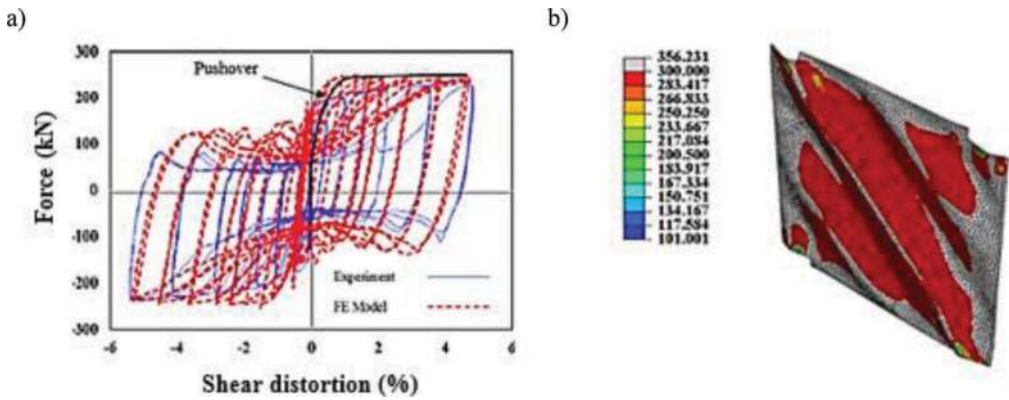 a)
b)
300
200
100
0
-100
-200
-300
Force (kN)
Pushover
Experiment
FE Model
-6 -4 -2 0 2 4 6
Shear distortion (%)
356.231
300.000
283.417
266.833
250.250
233.667
217.084
200.500
183.917
167.334
150.751
134.167
117.584
101.001